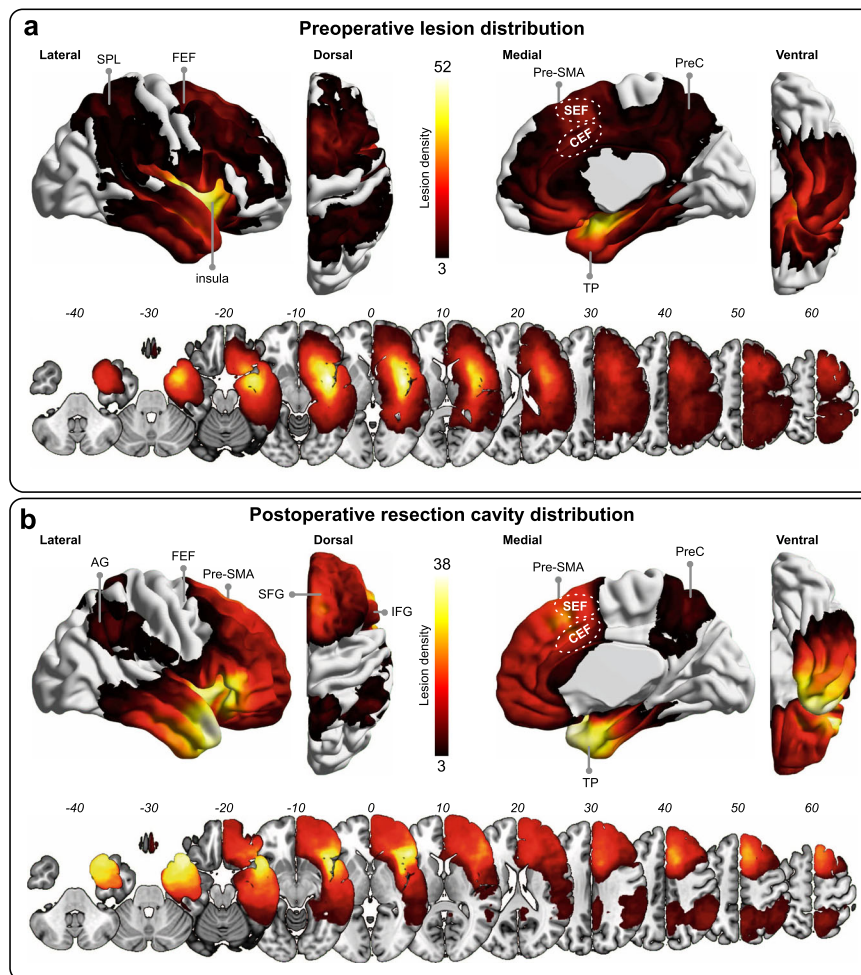 a
Preoperative lesion distribution
Lateral
SPL
FEF
Dorsal
52
Medial
Pre-SMA
PreC
Ventral
SEF
CEF
Lesion density
insula
3
TP
-40 -30 -20 -10 0 10 20 30 40 50 60
b
Postoperative resection cavity distribution
Lateral
AG
FEF
Pre-SMA
Dorsal
SFG
IFG
38
Medial
Pre-SMA
PreC
Ventral
SEF
CEF
Lesion density
3
TP
-40 -30 -20 -10 0 10 20 30 40 50 60